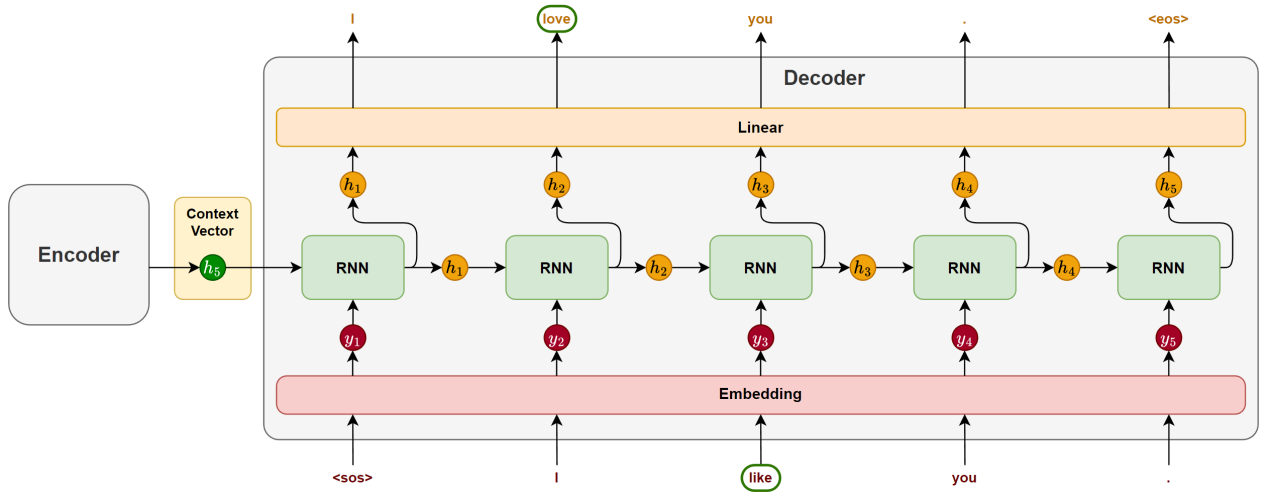 I love you . <eos>
Decoder
Linear
h₁ h₂ h₃ h₄ h₅
Context
Vector
Encoder
h₅ RNN h₁ RNN h₂ RNN h₃ RNN h₄ RNN
y₁ y₂ y₃ y₄ y₅
Embedding
<sos> I like you .